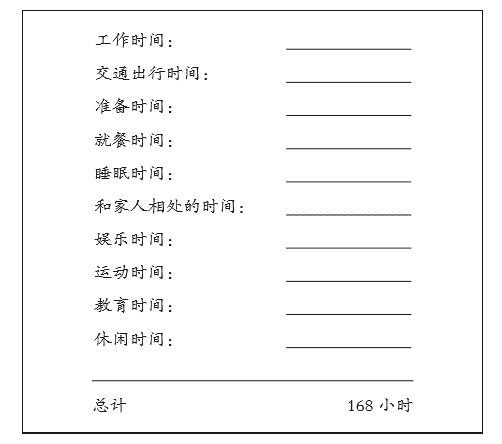 工作时间：
交通出行时间：
准备时间：
就餐时间：
睡眠时间：
和家人相处的时间：
娱乐时间：
运动时间：
教育时间：
休闲时间：
总计 168 小时